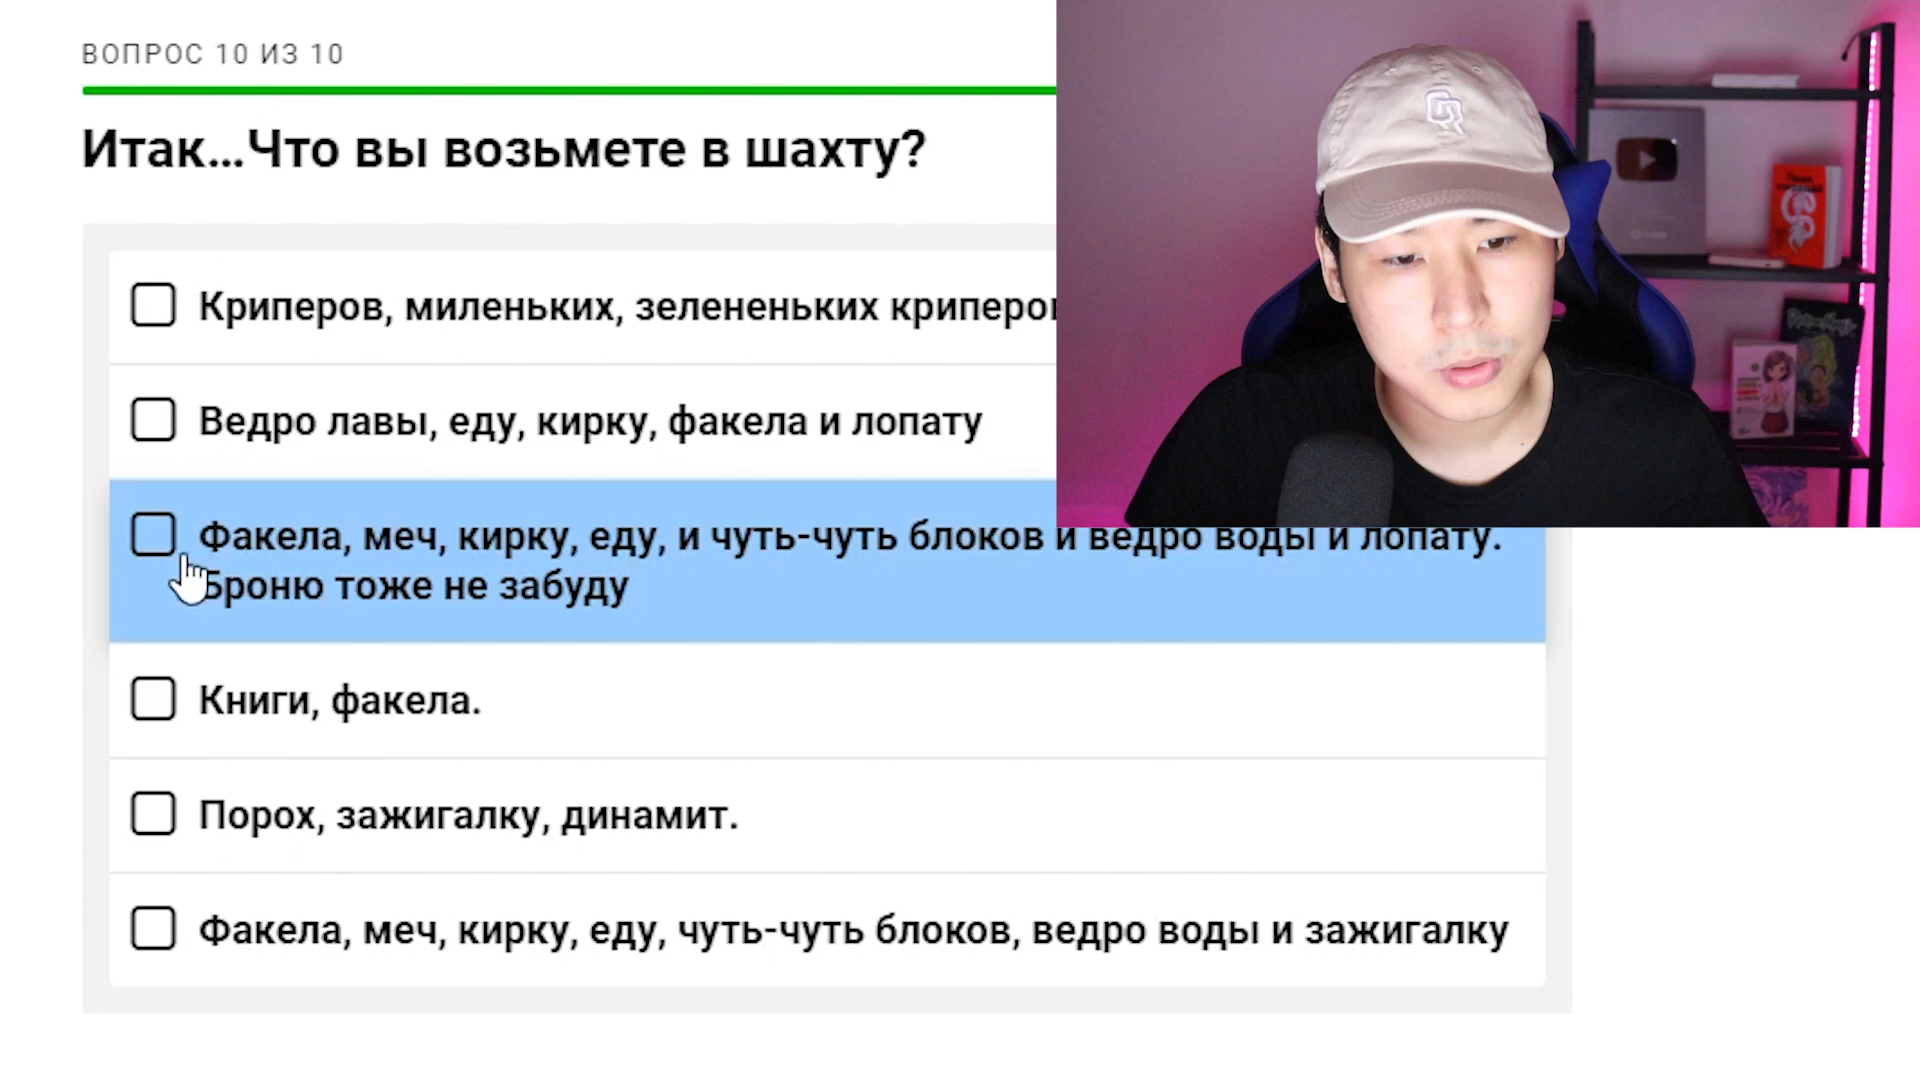 ВОПРОС 10 ИЗ 10
Итак...Что вы возьмете в шахту?
Криперов, миленьких, зелененьких
Ведро лавы, еду, кирку, факела и лопату
Факела, меч, кирку, еду, и чуть-чуть блоков и ведро воды и лопату.
Броню тоже не забуду
Книги, факела.
Порох, зажигалку, динамит.
Факела, меч, кирку, еду, чуть-чуть блоков, ведро воды и зажигалку